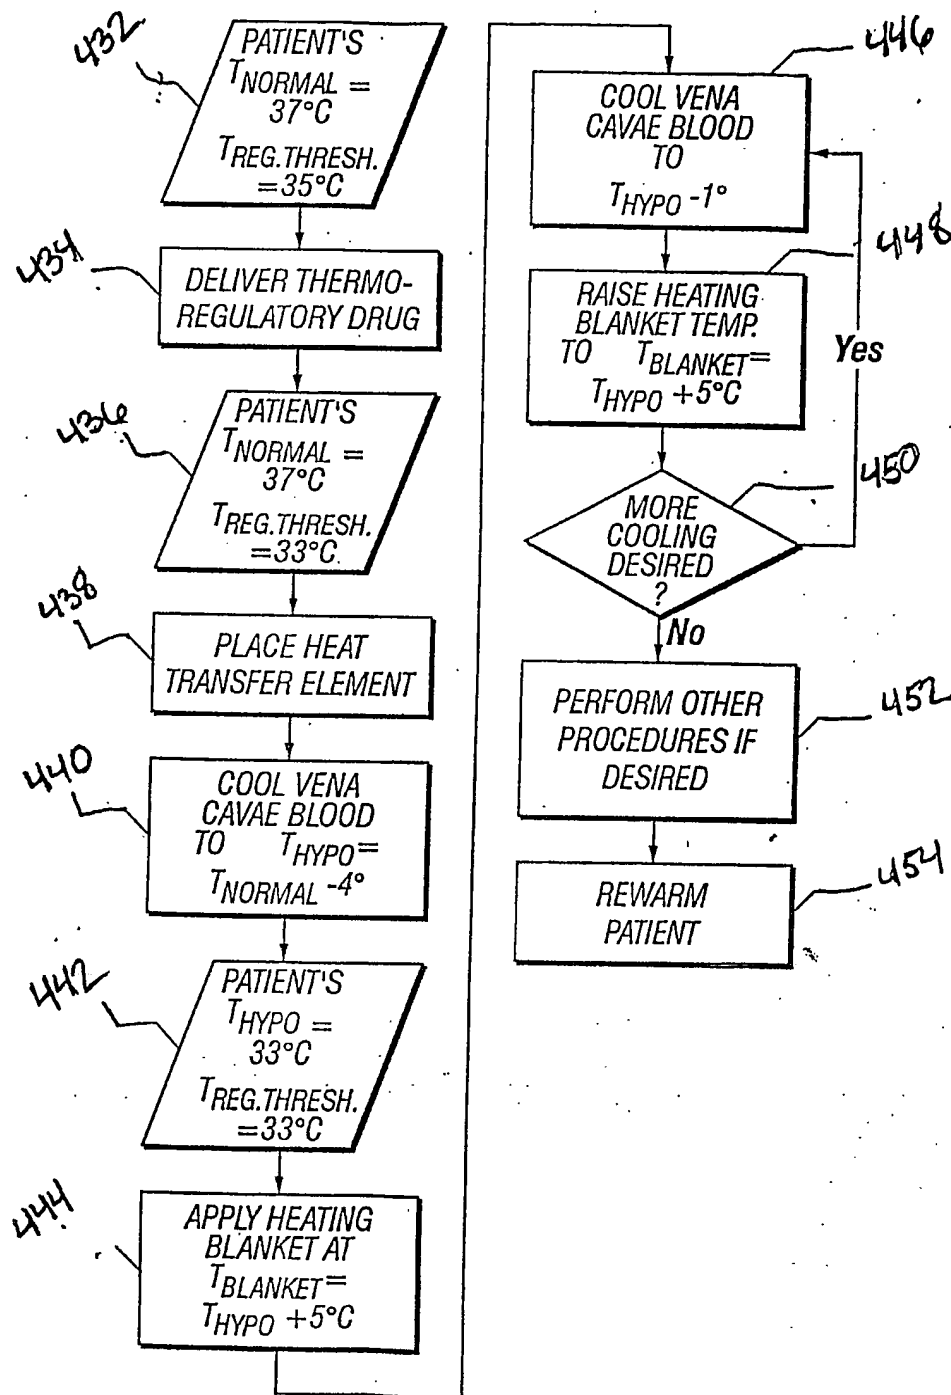 432
PATIENT'S
TNORMAL =
37°C
TREG.THRESH.
=35°C
434
DELIVER THERMO-
REGULATORY DRUG
436
PATIENT'S
TNORMAL =
37°C
TREG.THRESH.
=33°C.
438
PLACE HEAT
TRANSFER ELEMENT
440
COOL VENA
CAVAE BLOOD
TO THYPO=
TNORMAL -4°
442
PATIENT'S
THYPO =
33°C
TREG.THRESH.
=33°C
444
APPLY HEATING
BLANKET AT
TBLANKET=
THYPO +5°C
446
COOL VENA
CAVAE BLOOD
TO
THYPO -1°
448
RAISE HEATING
BLANKET TEMP.
TO TBLANKET=
THYPO +5°C
Yes
450
MORE
COOLING
DESIRED
?
No
452
PERFORM OTHER
PROCEDURES IF
DESIRED
454
REWARM
PATIENT